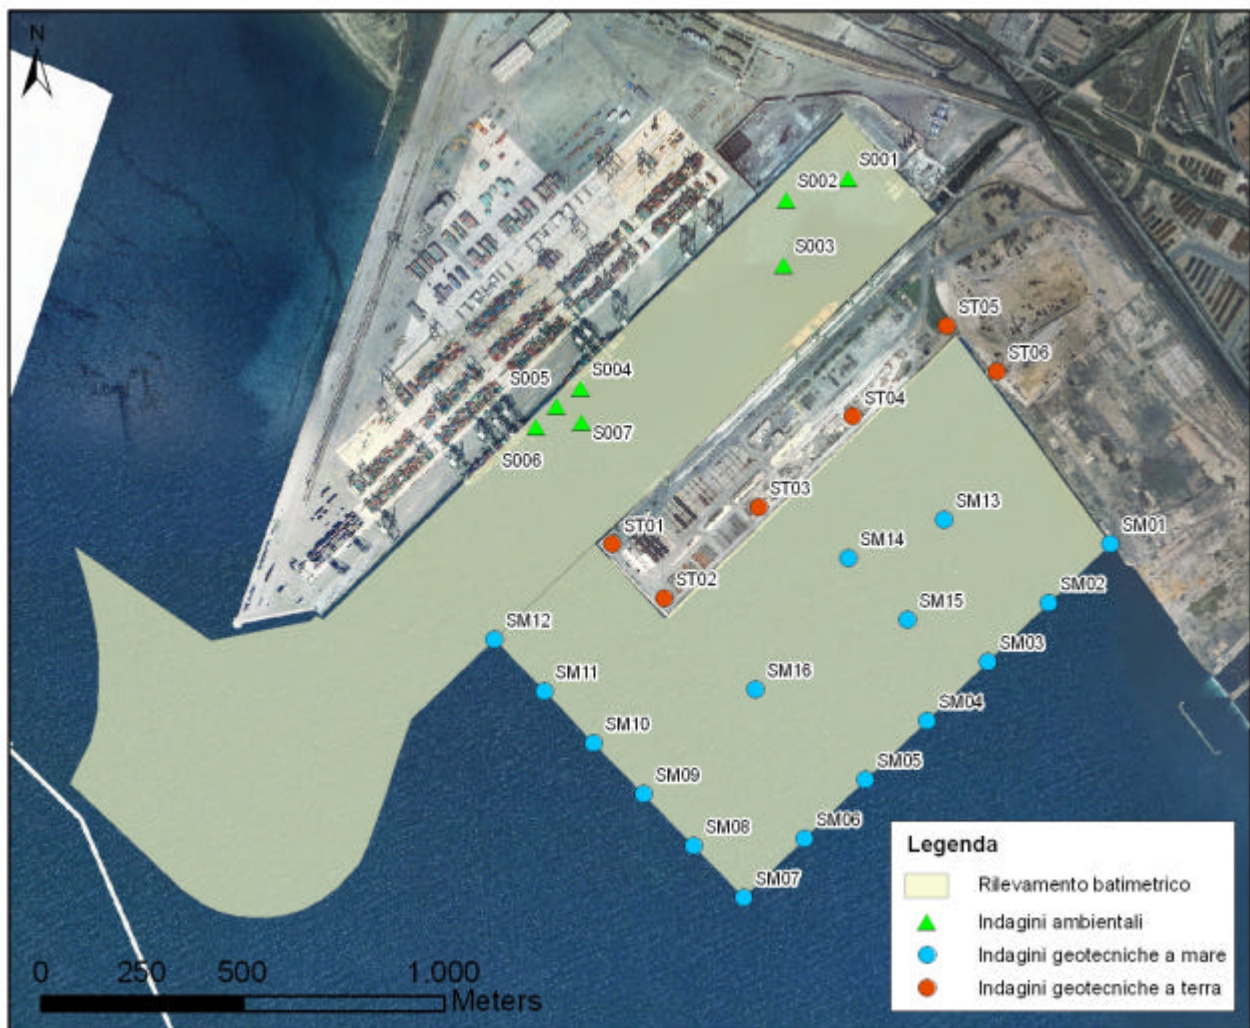 N
S001
S002
S003
ST05
ST06
S004
S005
S007
S006
ST04
ST03
SM13
ST01
SM14
SM01
ST02
SM02
SM15
SM12
SM03
SM11
SM16
SM04
SM10
SM05
SM09
SM08
SM06
SM07
Legenda
Rilevamento batimetrico
Indagini ambientali
Indagini geotecniche a mare
Indagini geotecniche a terra
0 250 500 1.000
Meters